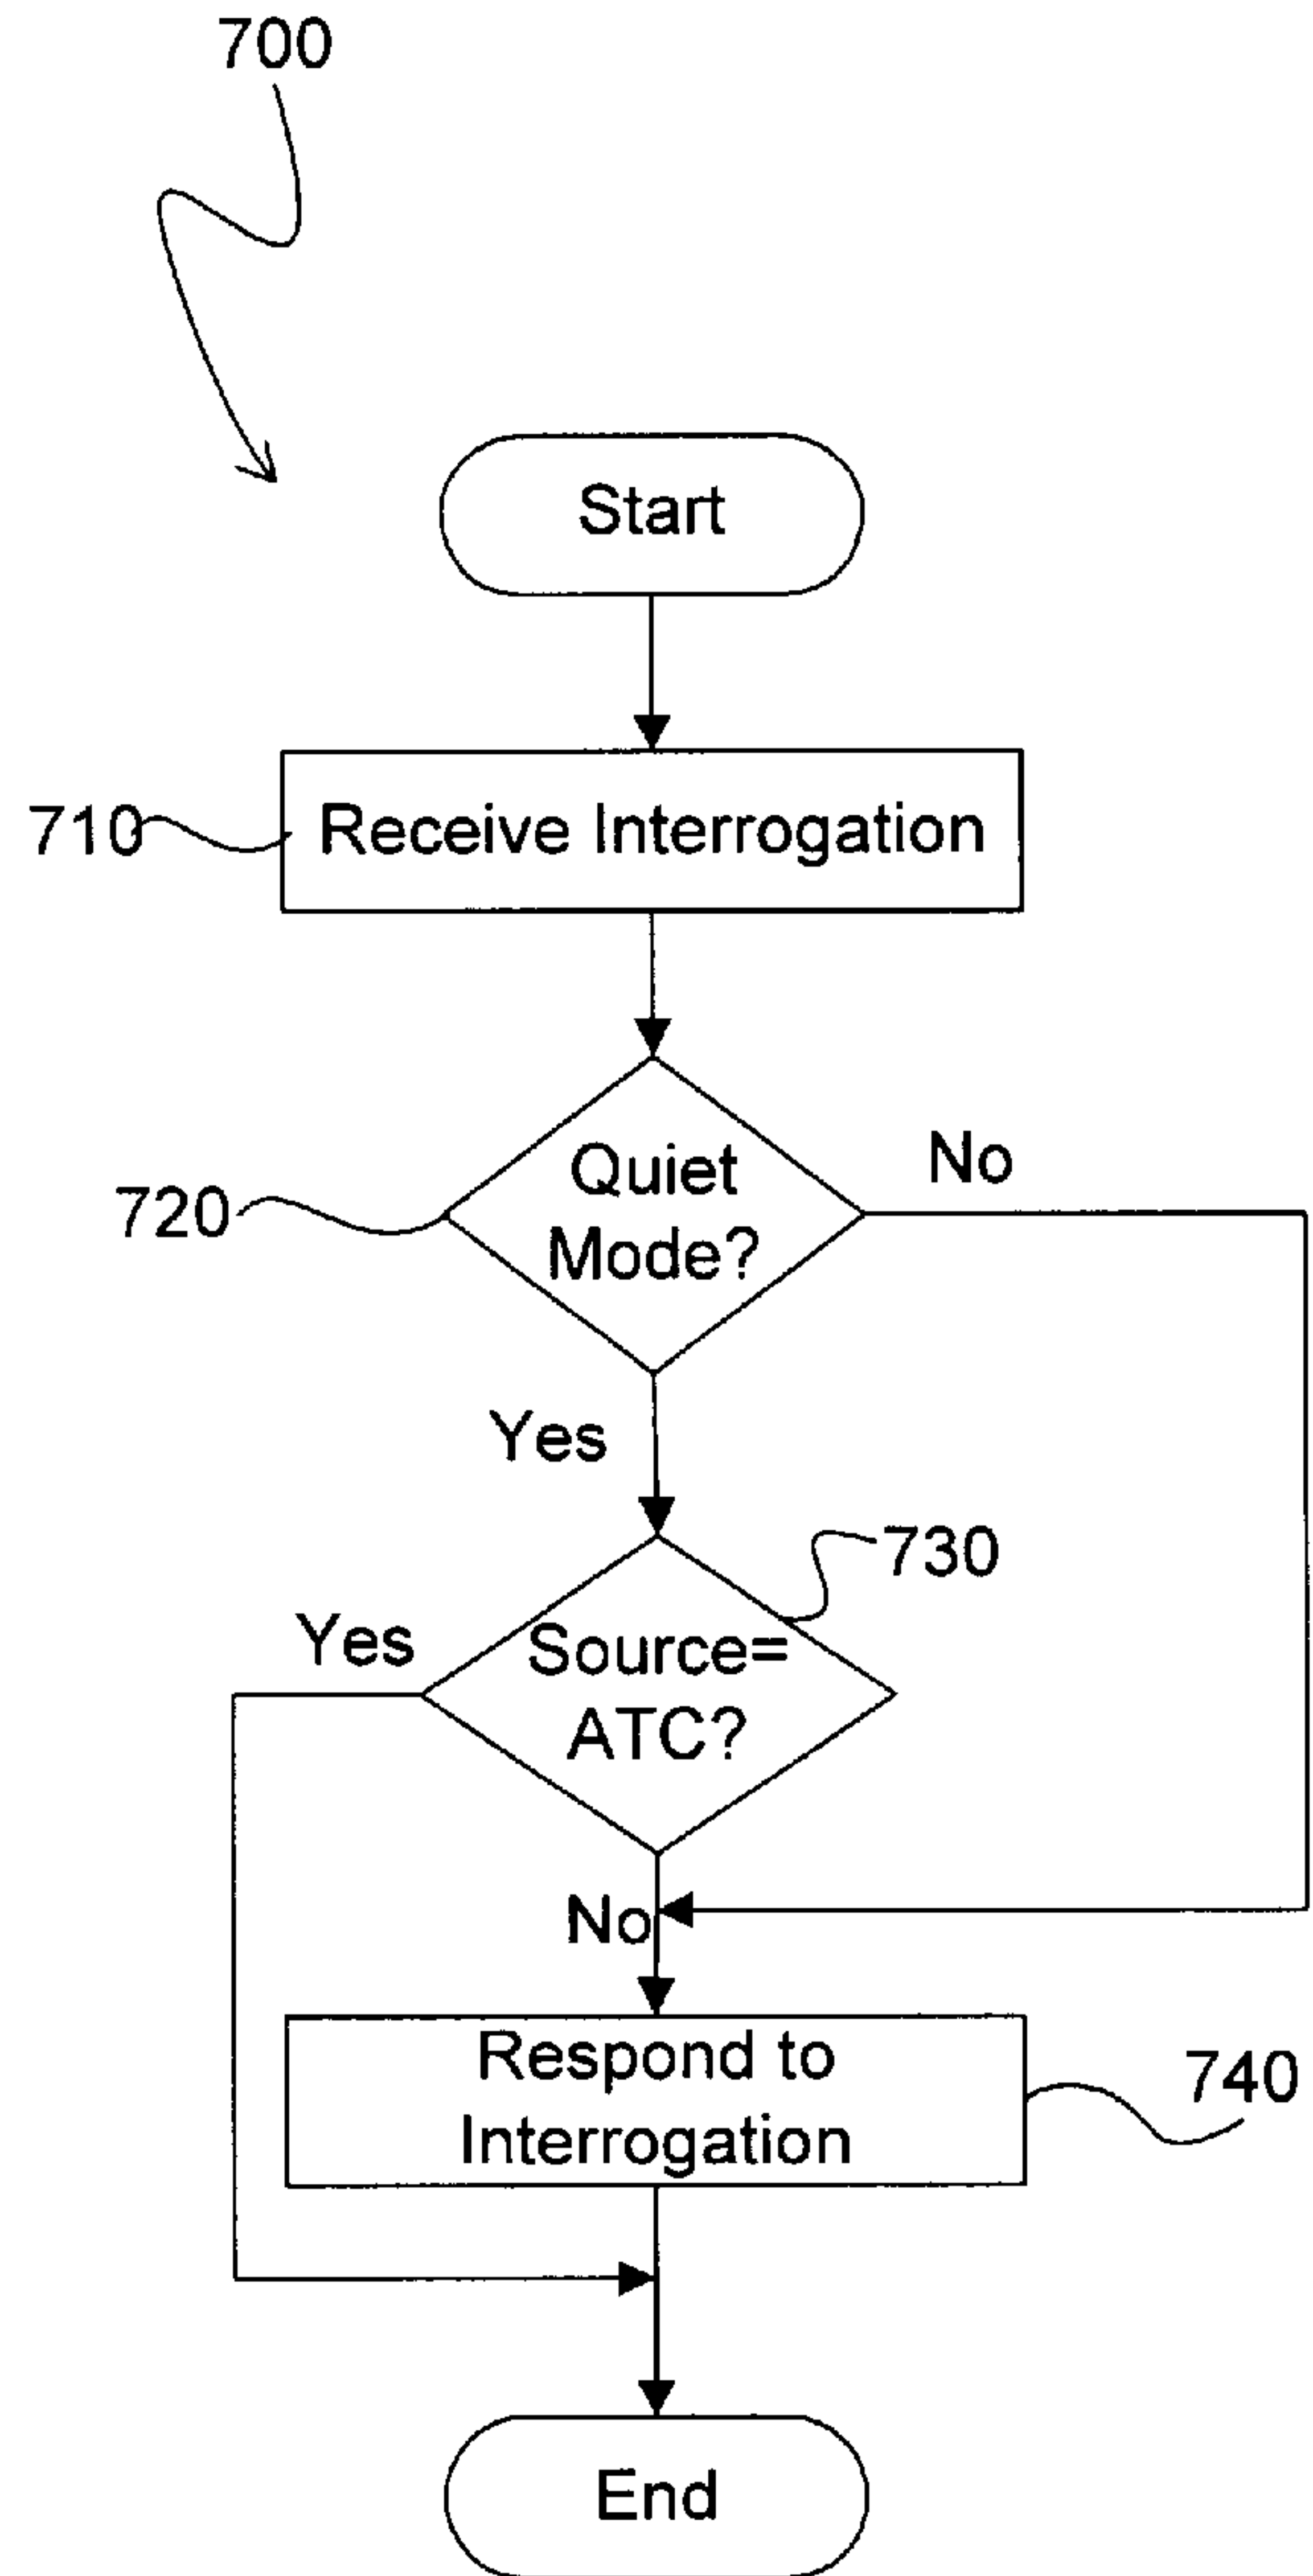 700
Start
710
Receive Interrogation
Quiet
Mode?
No
720
Yes
730
Yes
Source=
ATC?
No
Respond to
Interrogation
740
End